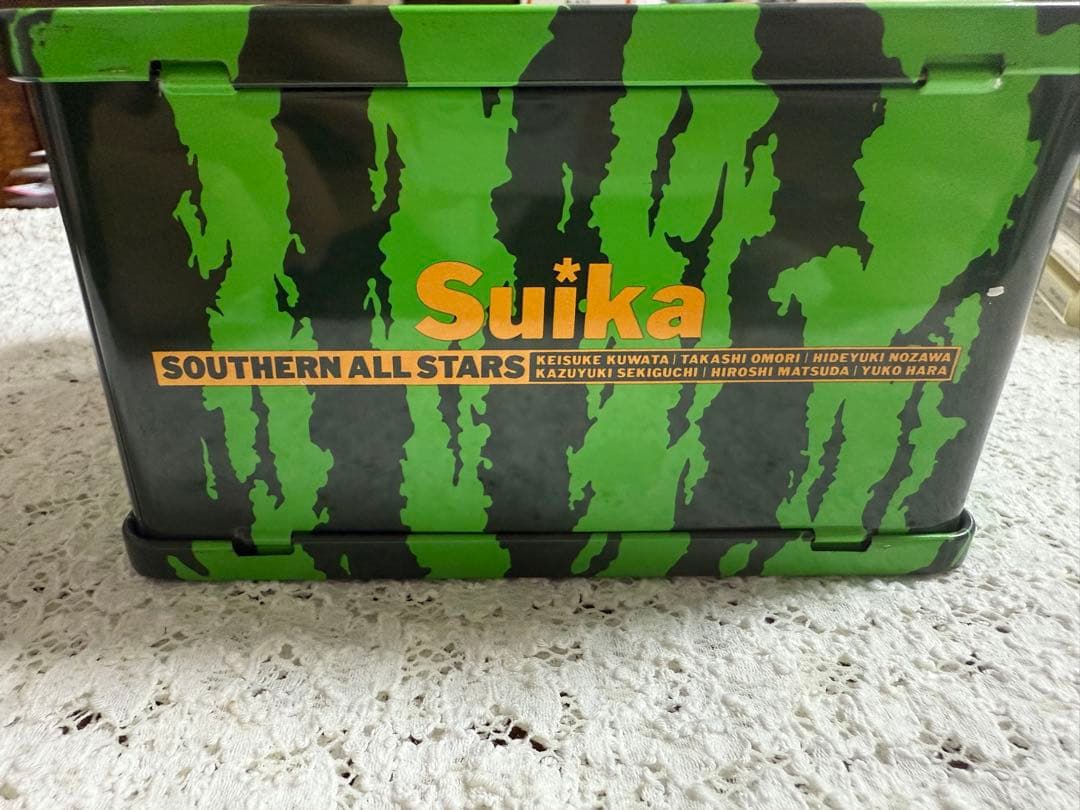 Suika
SOUTHERN ALL STARS
KEISUKE KUWATA | TAKASHI OMORI | HIDEYUKI NOZAWA
KAZUYUKI SEKIGUCHI | HIROSHI MATSUDA | YUKO HARA